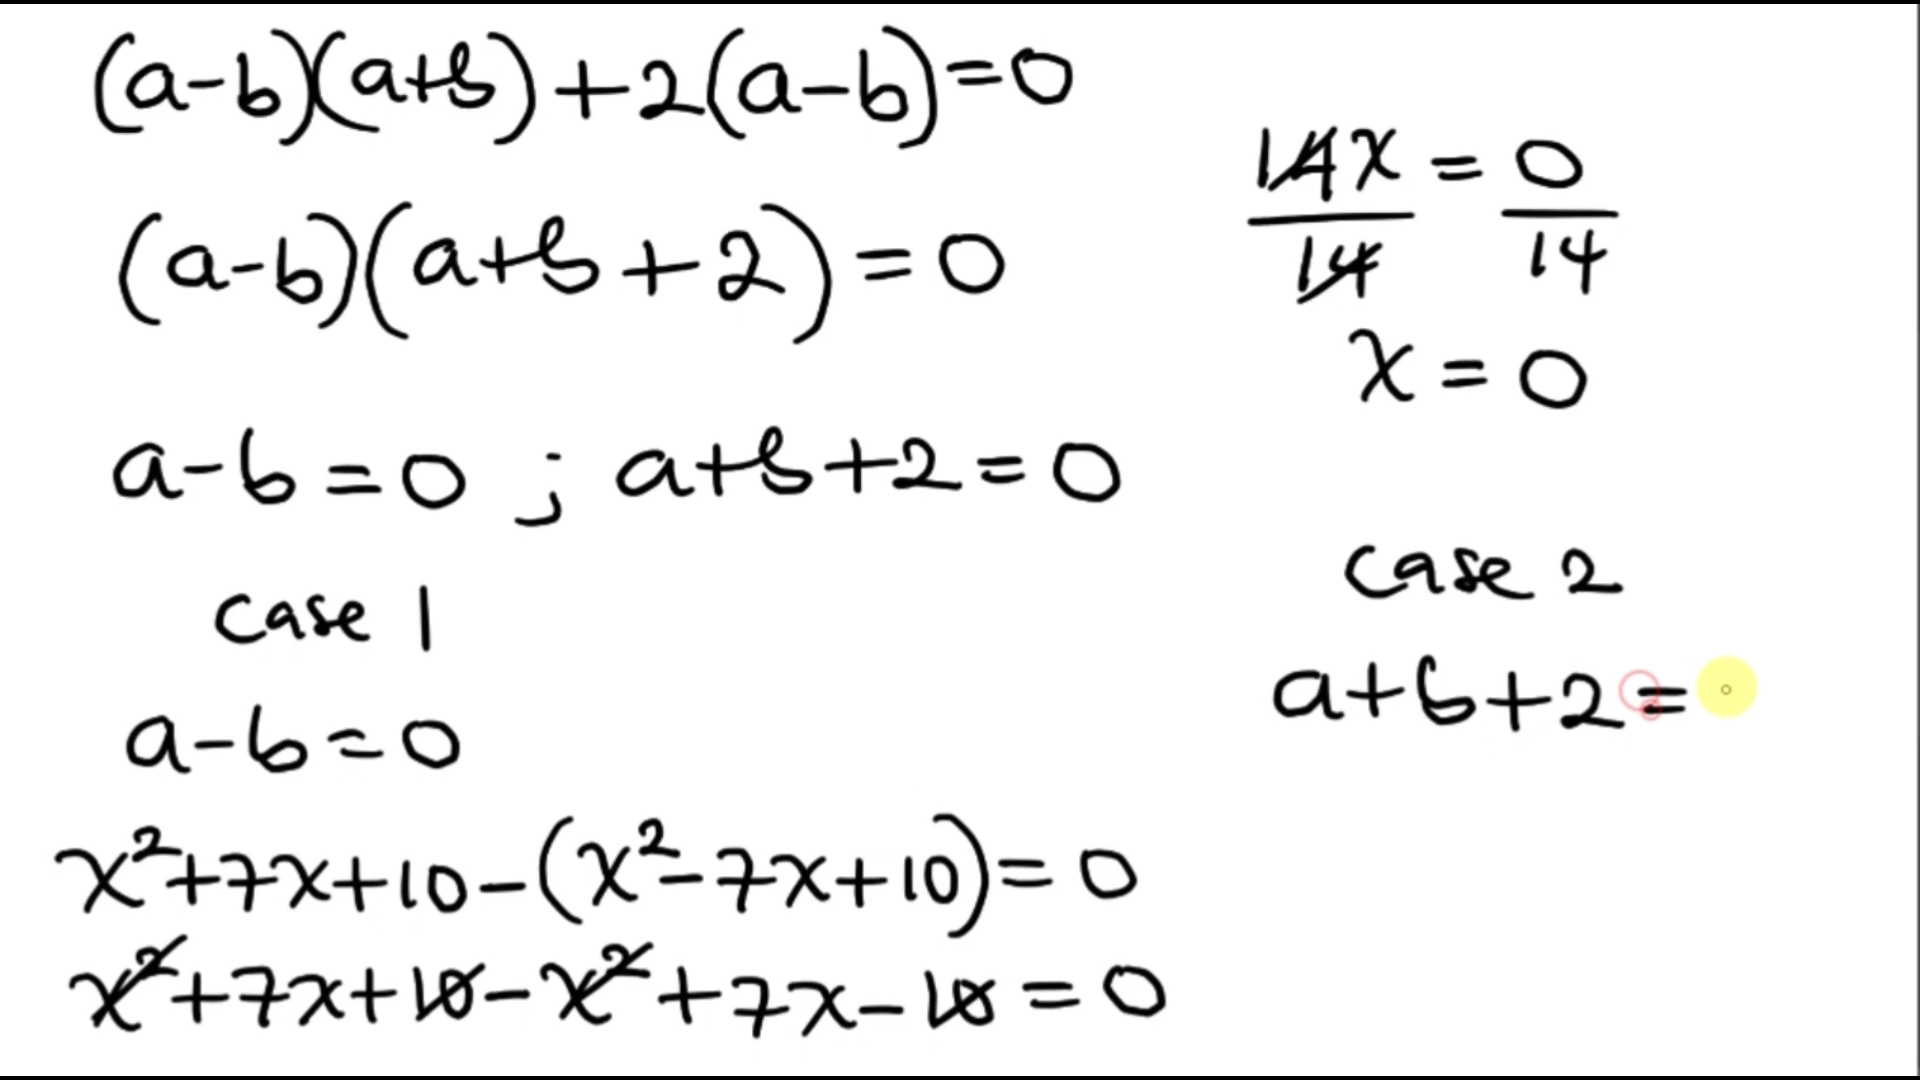 (a-b)(a+b)+2(a-b)=0
(a-b)(a+b+2)=0
a-b=0 ; a+b+2=0
case 1
a-b=0
x²+7x+10-(x²-7x+10)=0
x²+7x+10-x²+7x-10=0
14x = 0
14 14
x=0
case 2
a+b+2=